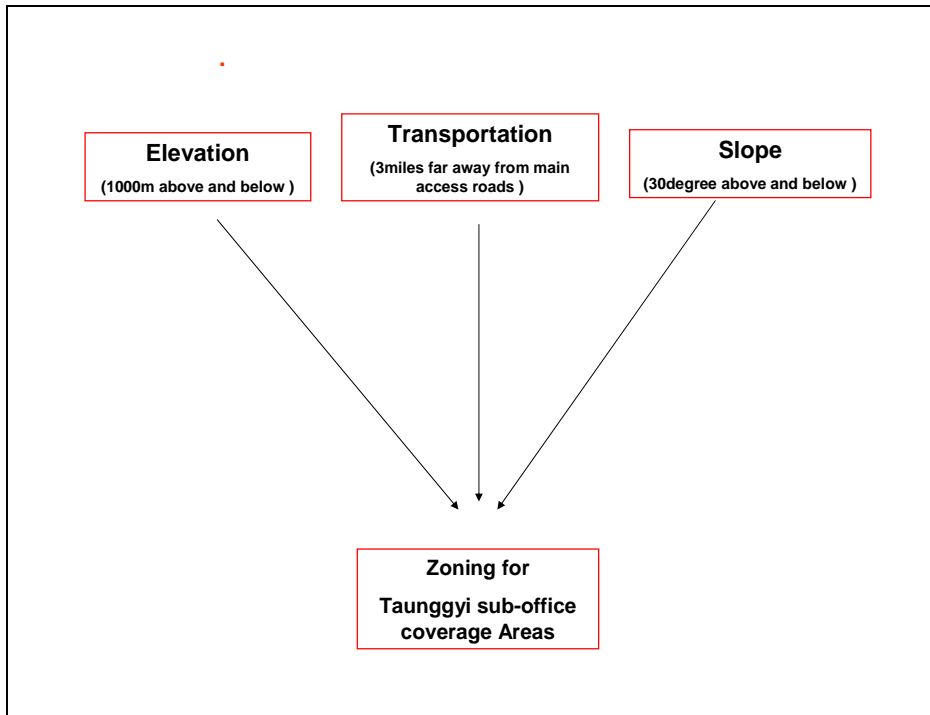 Elevation
(1000m above and below )
Transportation
(3miles far away from main
access roads )
Slope
(30degree above and below )
Zoning for
Taunggyi sub-office
coverage Areas